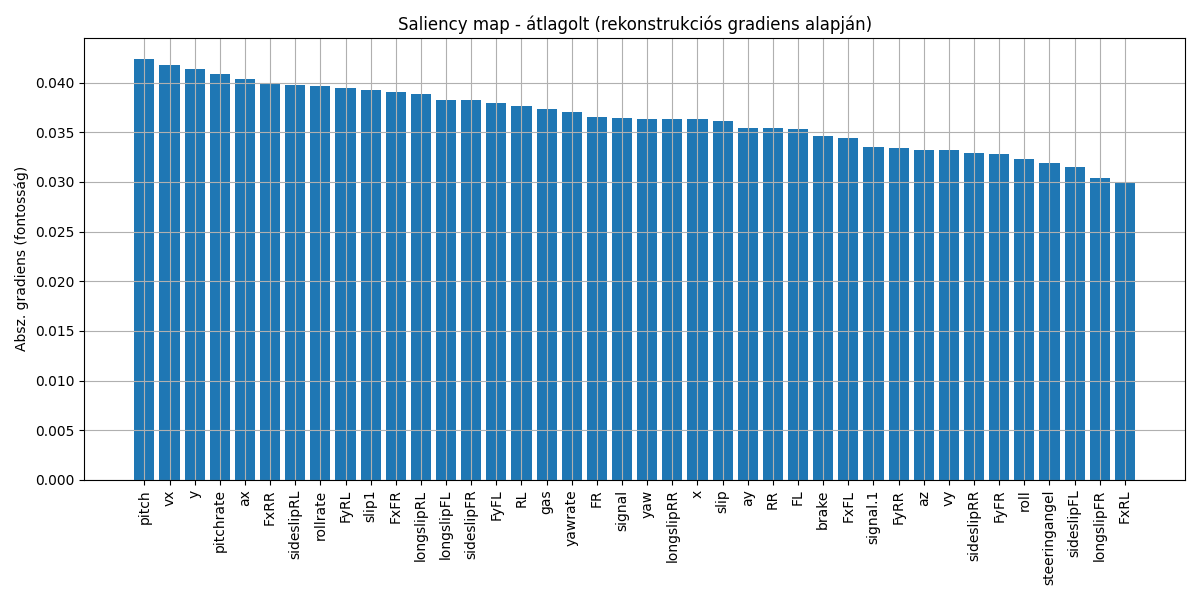 Saliency map - átlagolt (rekonstrukciós gradiens alapján)
Absz. gradiens (fontosság)
0.040
0.035
0.030
0.025
0.020
0.015
0.010
0.005
0.000
pitch
vx
y
pitchrate
ax
FxRR
sideslipRL
rollrate
FyRL
slip1
FxFR
longslipRL
longslipFL
sideslipFR
FyFL
RL
gas
yawrate
FR
signal
yaw
longslipRR
x
slip
ay
RR
FL
brake
FxFL
signal.1
FyRR
az
vy
sideslipRR
FyFR
roll
steeringangel
sideslipFL
longslipFR
FxRL